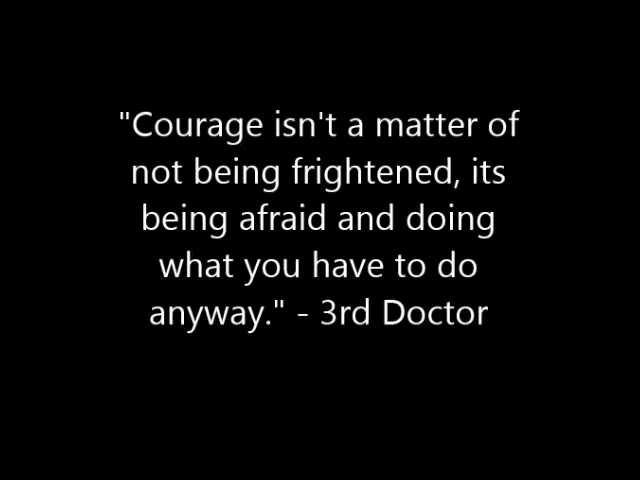 "Courage isn't a matter of
not being frightened, its
being afraid and doing
what you have to do
anyway." - 3rd Doctor